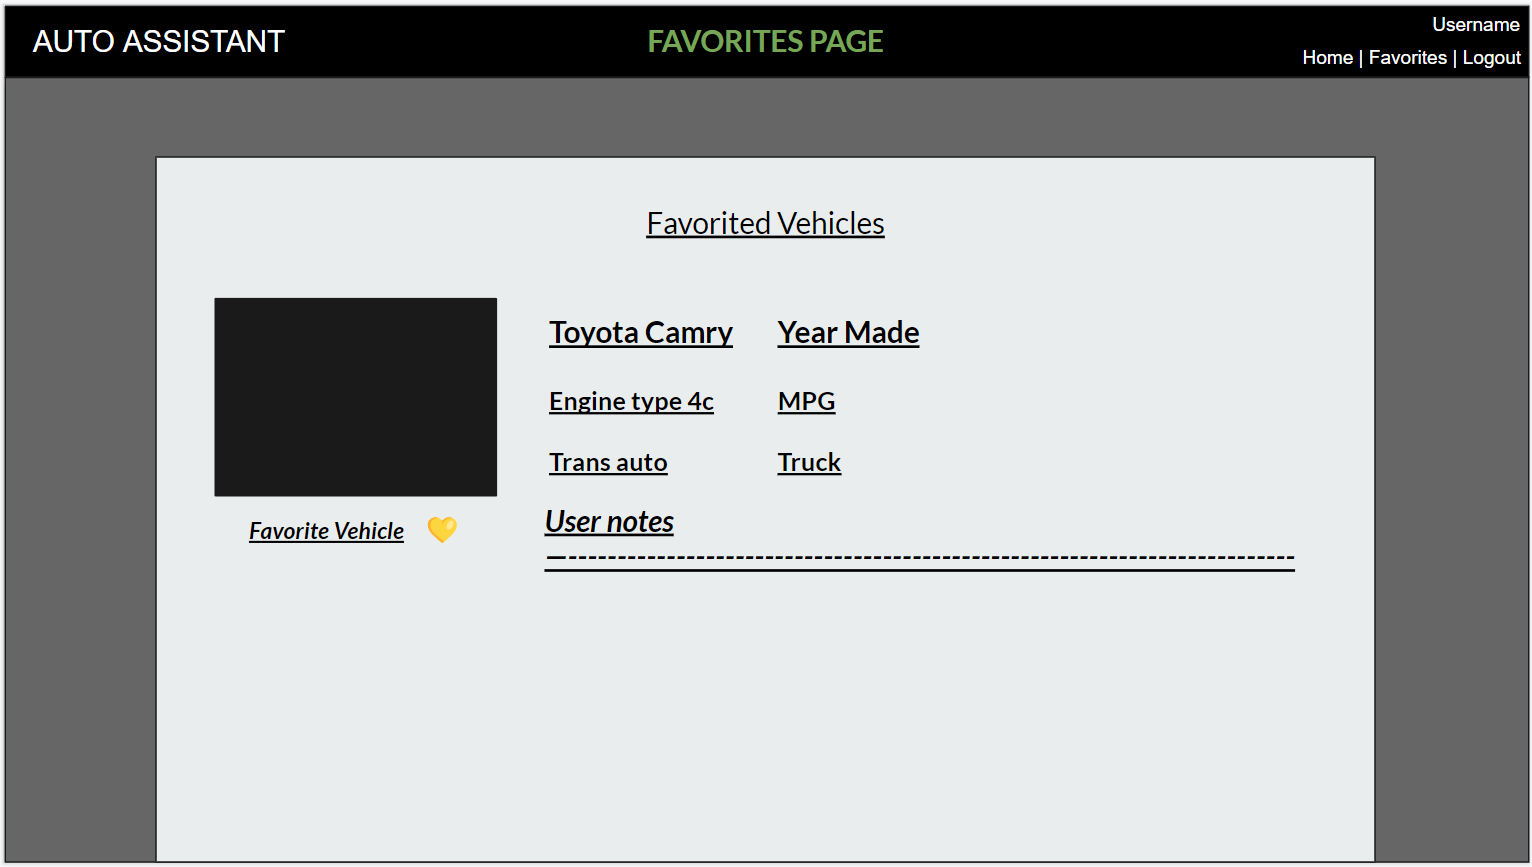 AUTO ASSISTANT
FAVORITES PAGE
Username
Home | Favorites | Logout
Favorited Vehicles
Toyota Camry
Year Made
Engine type 4c
MPG
Trans auto
Truck
Favorite Vehicle 💛
User notes
—-------------------------------------------------------------------------